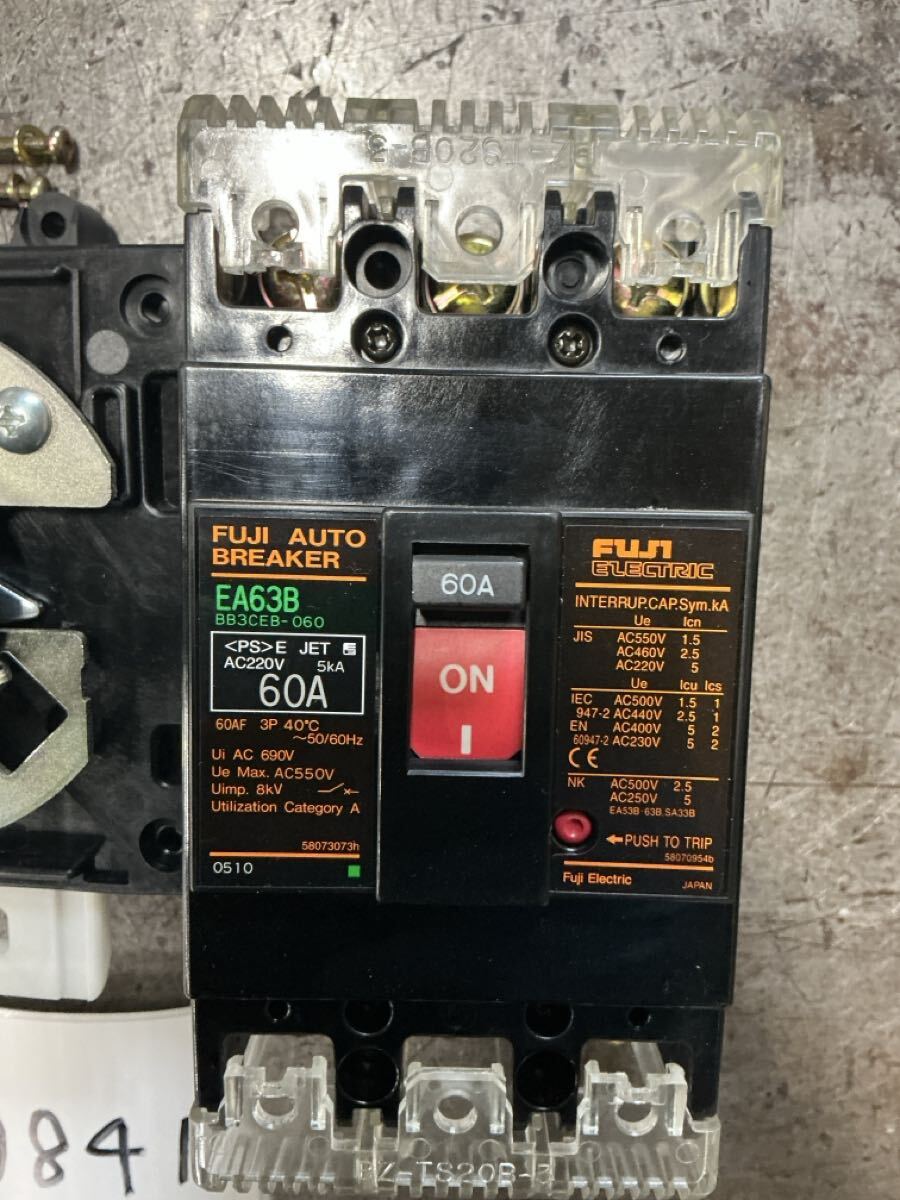 BZ-TS20B-3
FUJI AUTO
BREAKER
EA63B
BB3CEB-060
<PS>E JET
AC220V 5kA
60A
60AF 3P 40℃
～50/60Hz
Ui AC 690V
Ue Max. AC550V
Uimp. 8kV
Utilization Category A
58073073h
0510
60A
ON
I
FUJI
ELECTRIC
INTERRUP.CAP.Sym.kA
Ue Icn
JIS AC550V 1.5
AC460V 2.5
AC220V 5
Ue Icu Ics
IEC AC500V 1.5 1
947-2 AC440V 2.5 1
EN AC400V 5 2
60947-2 AC230V 5 2
CE
NK AC500V 2.5
AC250V 5
EA53B·63B,SA33B
←PUSH TO TRIP
58070954b
Fuji Electric JAPAN
BZ-TS20B-3
984